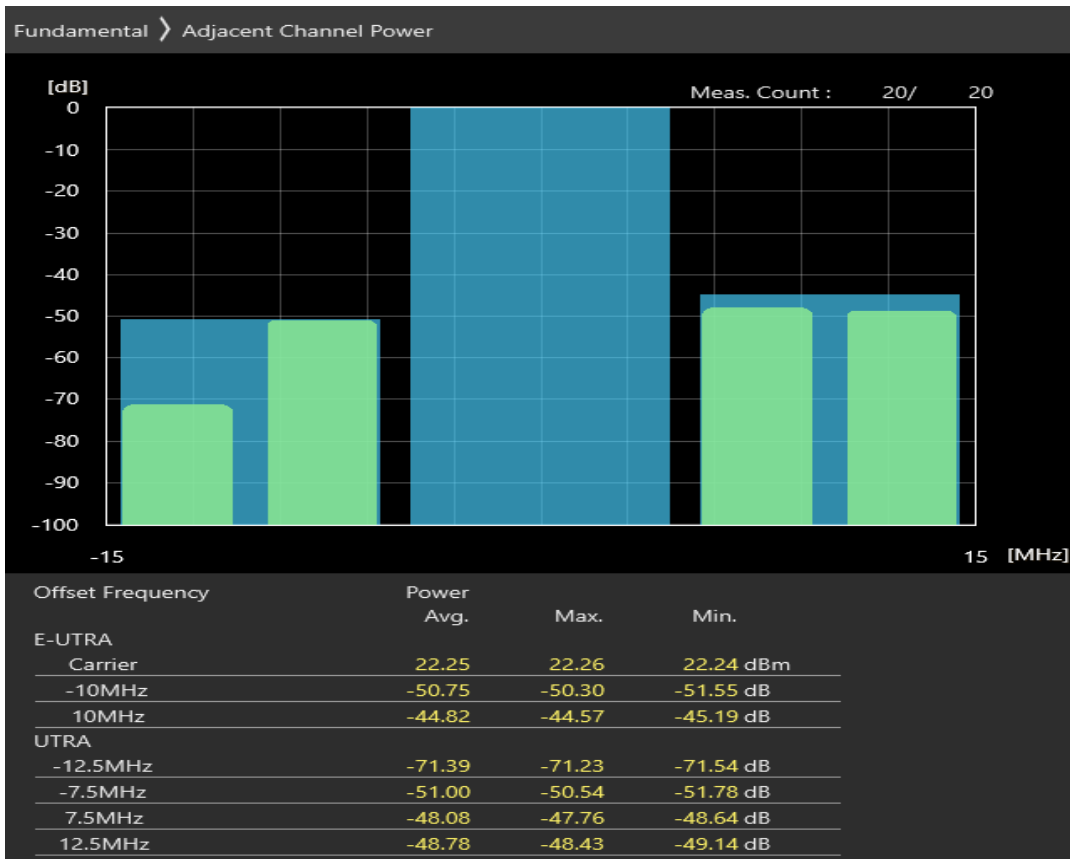 Fundamental 〉 Adjacent Channel Power
[dB]
Meas. Count : 20/ 20
0
-10
-20
-30
-40
-50
-60
-70
-80
-90
-100
-15 15 [MHz]
Offset Frequency Power
Avg. Max. Min.
E-UTRA
Carrier 22.25 22.26 22.24 dBm
-10MHz -50.75 -50.30 -51.55 dB
10MHz -44.82 -44.57 -45.19 dB
UTRA
-12.5MHz -71.39 -71.23 -71.54 dB
-7.5MHz -51.00 -50.54 -51.78 dB
7.5MHz -48.08 -47.76 -48.64 dB
12.5MHz -48.78 -48.43 -49.14 dB